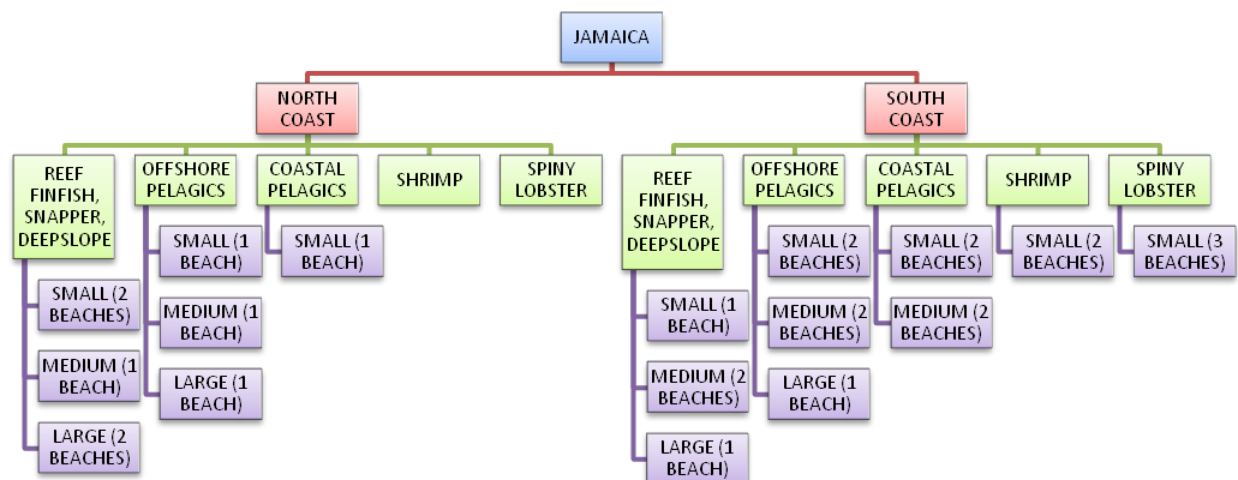 JAMAICA
NORTH
COAST
REEF
FINFISH,
SNAPPER,
DEEPSLOPE
SMALL (2
BEACHES)
MEDIUM (1
BEACH)
LARGE (2
BEACHES)
OFFSHORE
PELAGICS
SMALL (1
BEACH)
MEDIUM (1
BEACH)
LARGE (1
BEACH)
COASTAL
PELAGICS
SMALL (1
BEACH)
SHRIMP
SPINY
LOBSTER
SOUTH
COAST
REEF
FINFISH,
SNAPPER,
DEEPSLOPE
SMALL (1
BEACH)
MEDIUM (2
BEACHES)
LARGE (1
BEACH)
OFFSHORE
PELAGICS
SMALL (2
BEACHES)
MEDIUM (2
BEACHES)
LARGE (1
BEACH)
COASTAL
PELAGICS
SMALL (2
BEACHES)
MEDIUM (2
BEACHES)
SHRIMP
SMALL (2
BEACHES)
SPINY
LOBSTER
SMALL (3
BEACHES)